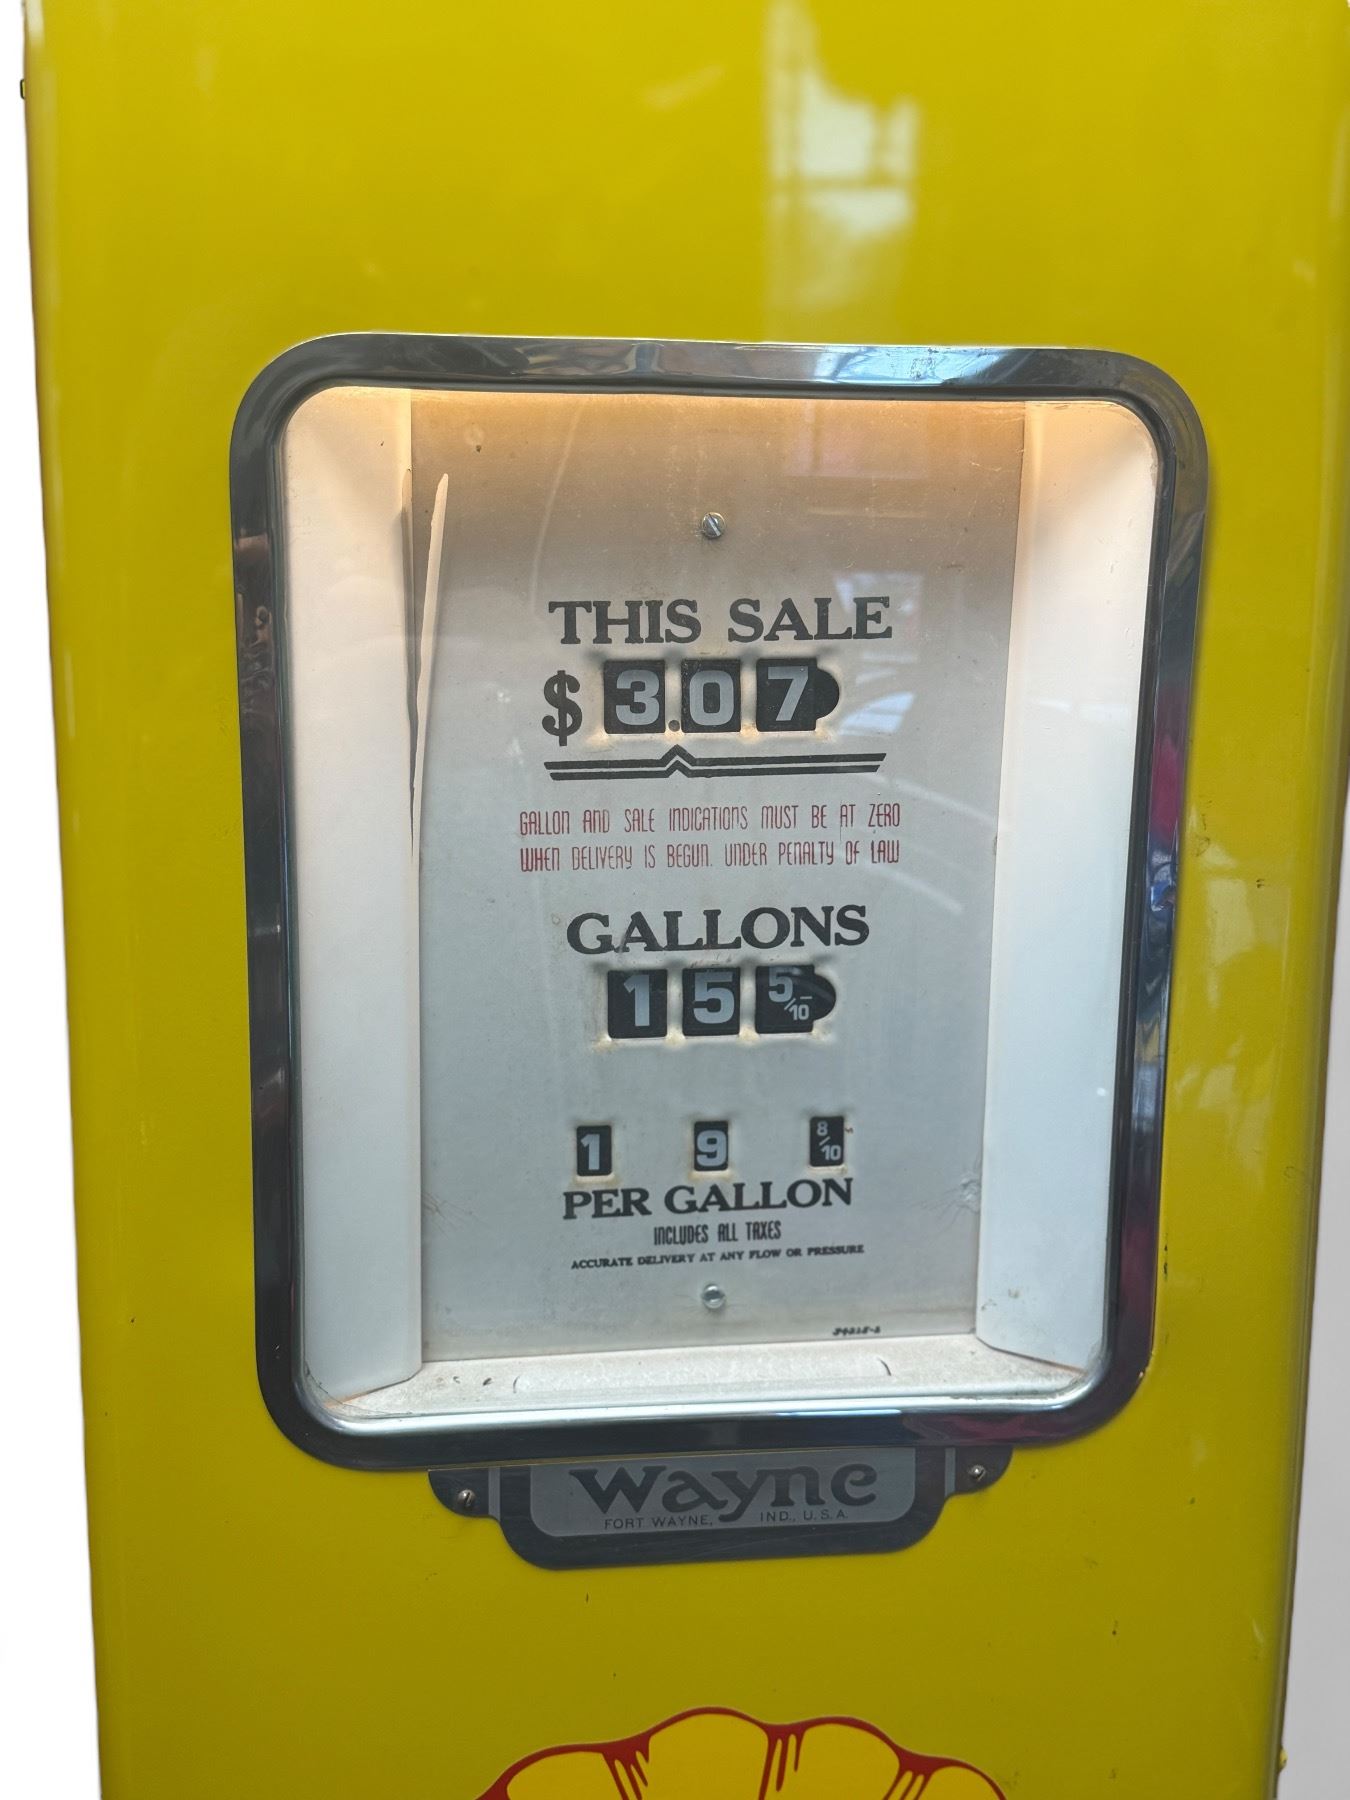 THIS SALE
$ 3.07
GALLON AND SALE INDICATIONS MUST BE AT ZERO
WHEN DELIVERY IS BEGUN. UNDER PENALTY OF LAW
GALLONS
1 5 5/10
1 9 8/10
PER GALLON
INCLUDES ALL TAXES
ACCURATE DELIVERY AT ANY FLOW OR PRESSURE
Wayne
FORT WAYNE, IND., U.S.A.